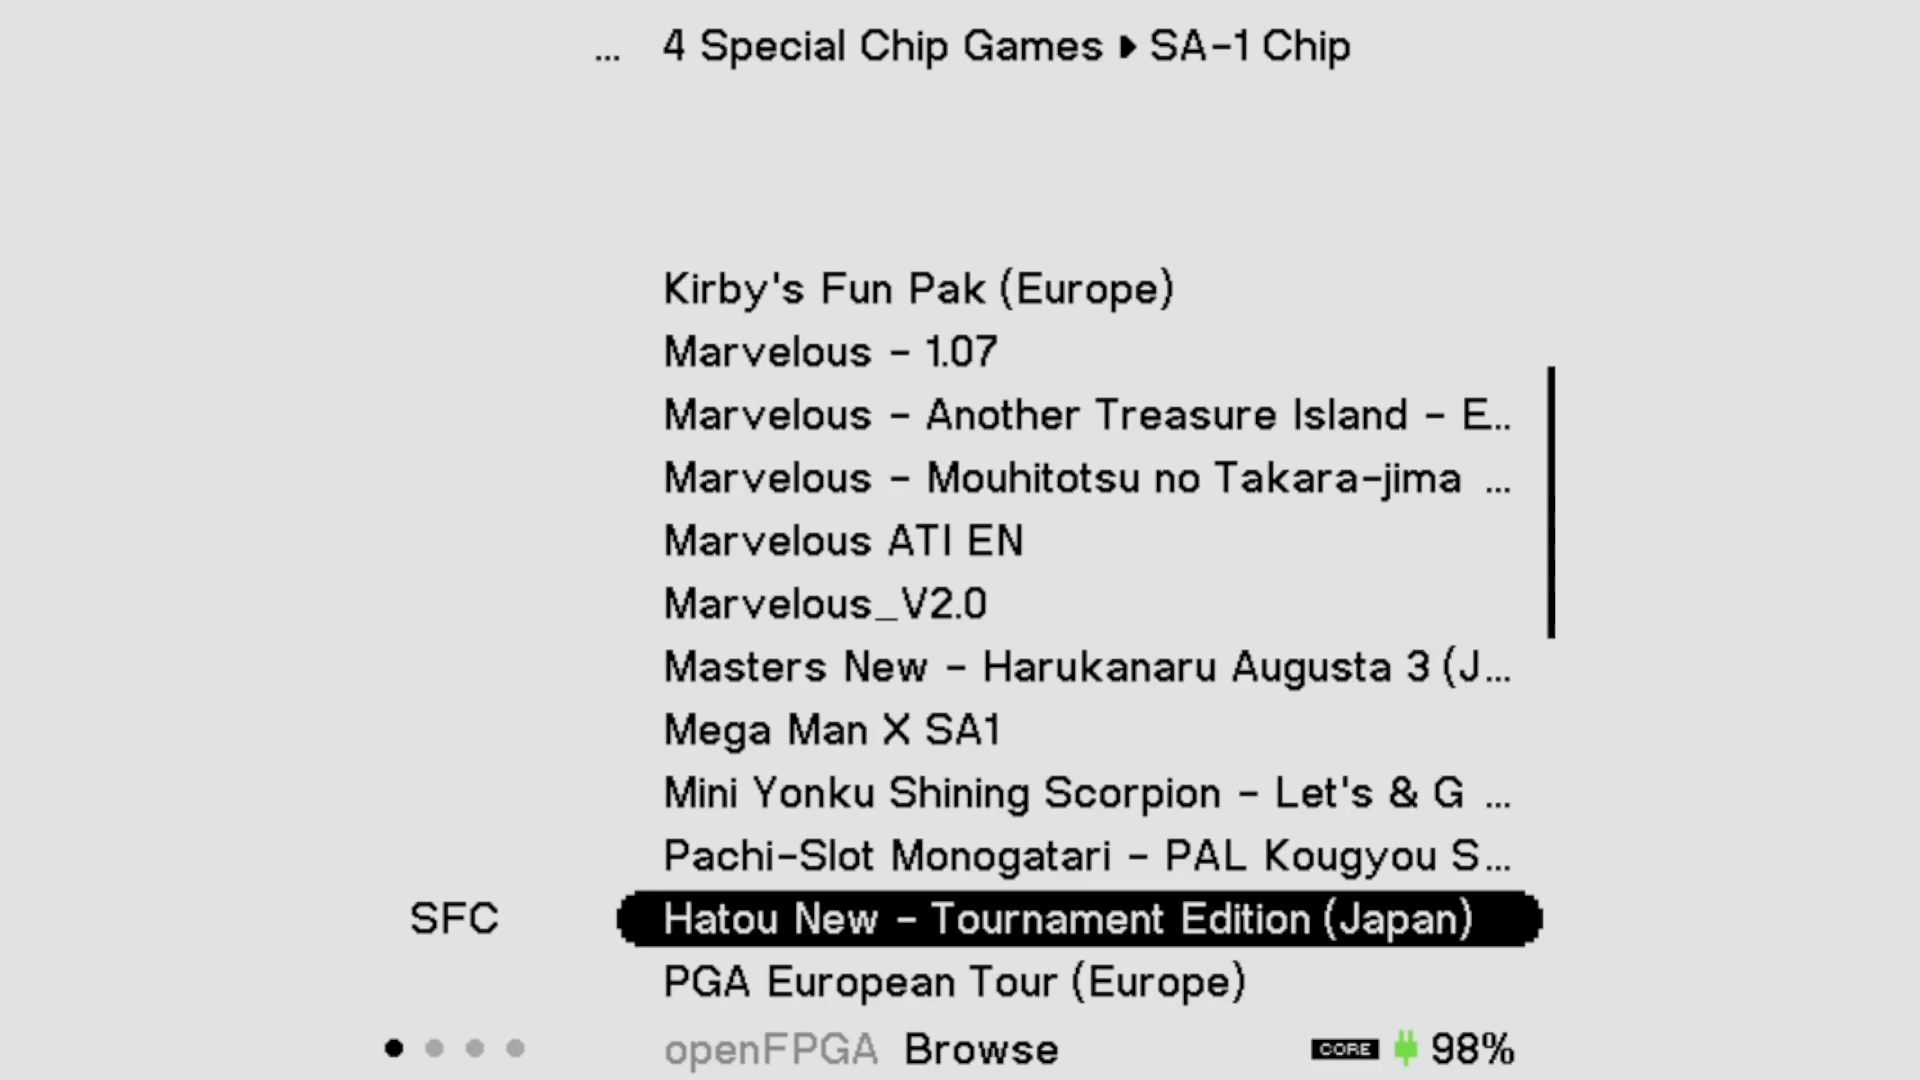 ... 4 Special Chip Games ▶ SA-1 Chip
Kirby's Fun Pak (Europe)
Marvelous - 1.07
Marvelous - Another Treasure Island - E..
Marvelous - Mouhitotsu no Takara-jima ...
Marvelous ATI EN
Marvelous_V2.0
Masters New - Harukanaru Augusta 3 (J...
Mega Man X SA1
Mini Yonku Shining Scorpion - Let's & G ...
Pachi-Slot Monogatari - PAL Kougyou S...
SFC Hatou New - Tournament Edition (Japan)
PGA European Tour (Europe)
openFPGA Browse CORE 98%